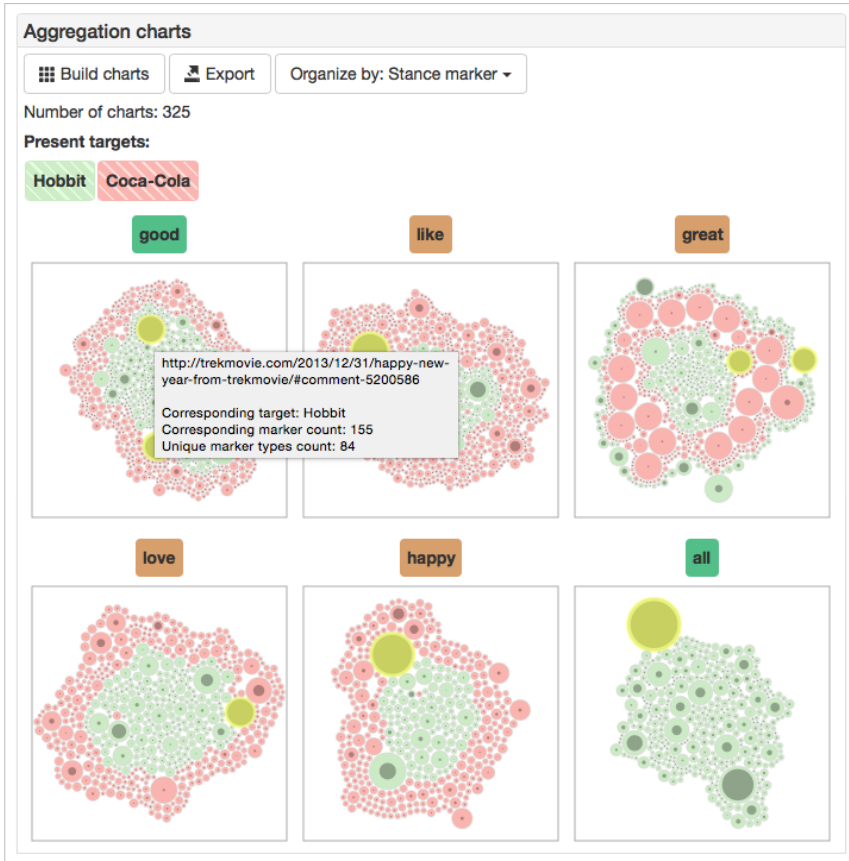 Aggregation charts
Build charts
Export
Organize by: Stance marker
Number of charts: 325
Present targets:
Hobbit
Coca-Cola
good
like
great
http://trekmovie.com/2013/12/31/happy-new-
year-from-trekmovie/#comment-5200586
Corresponding target: Hobbit
Corresponding marker count: 155
Unique marker types count: 84
love
happy
all